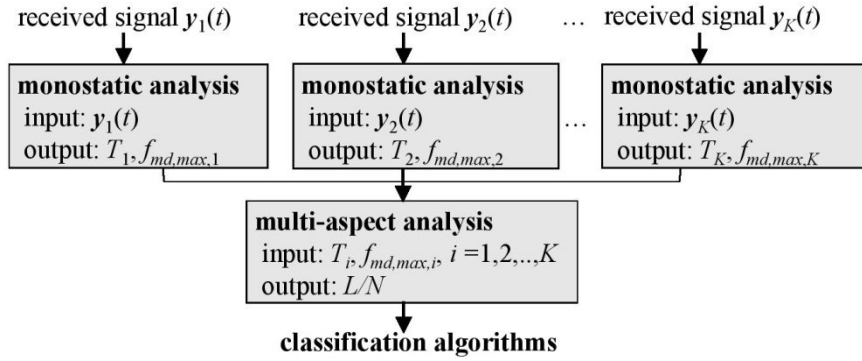 received signal y1(t) received signal y2(t) ... received signal yK(t)
monostatic analysis
input: y1(t)
output: T1, fmd,max,1
monostatic analysis
input: y2(t)
output: T2, fmd,max,2
...
monostatic analysis
input: yK(t)
output: TK, fmd,max,K
multi-aspect analysis
input: Ti, fmd,max,i, i =1,2,..,K
output: L/N
classification algorithms